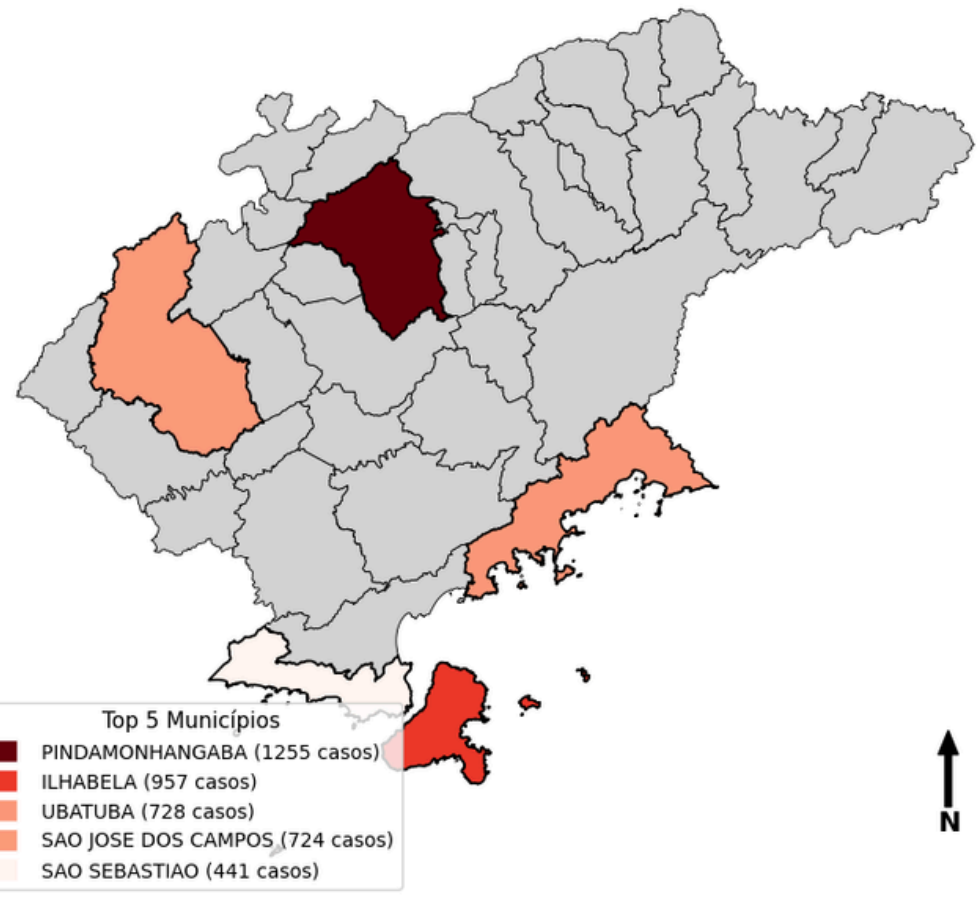 Top 5 Municípios
PINDAMONHANGABA (1255 casos)
ILHABELA (957 casos)
UBATUBA (728 casos)
SAO JOSE DOS CAMPOS (724 casos)
SAO SEBASTIAO (441 casos)
N